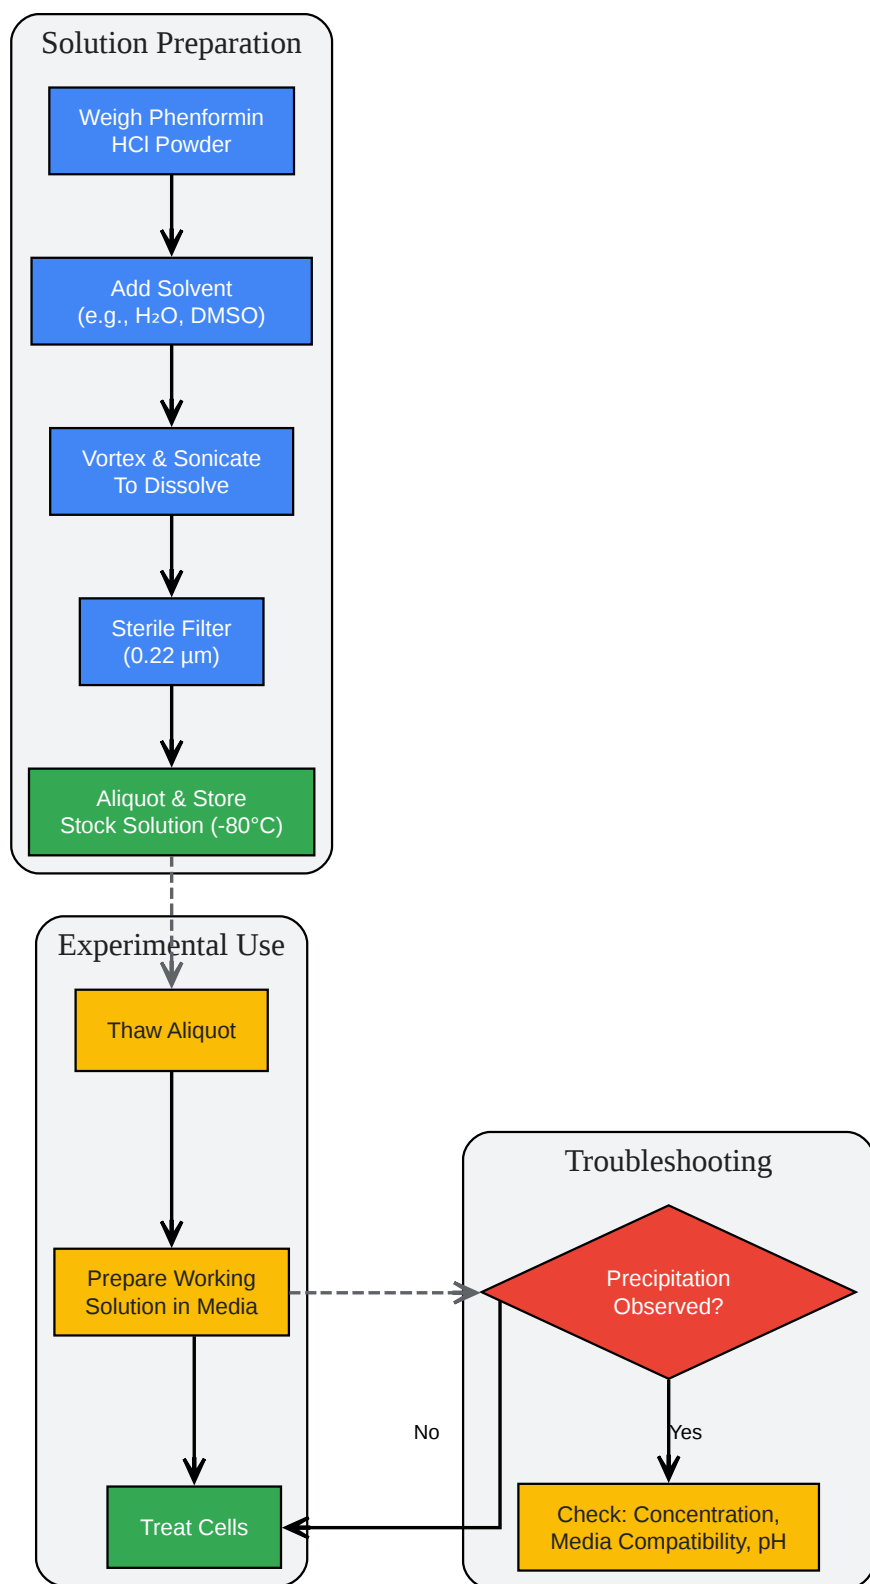 Solution Preparation
Weigh Phenformin
HCl Powder
Add Solvent
(e.g., H₂O, DMSO)
Vortex & Sonicate
To Dissolve
Sterile Filter
(0.22 µm)
Aliquot & Store
Stock Solution (-80°C)
Experimental Use
Thaw Aliquot
Prepare Working
Solution in Media
Treat Cells
Troubleshooting
Precipitation
Observed?
No
Yes
Check: Concentration,
Media Compatibility, pH